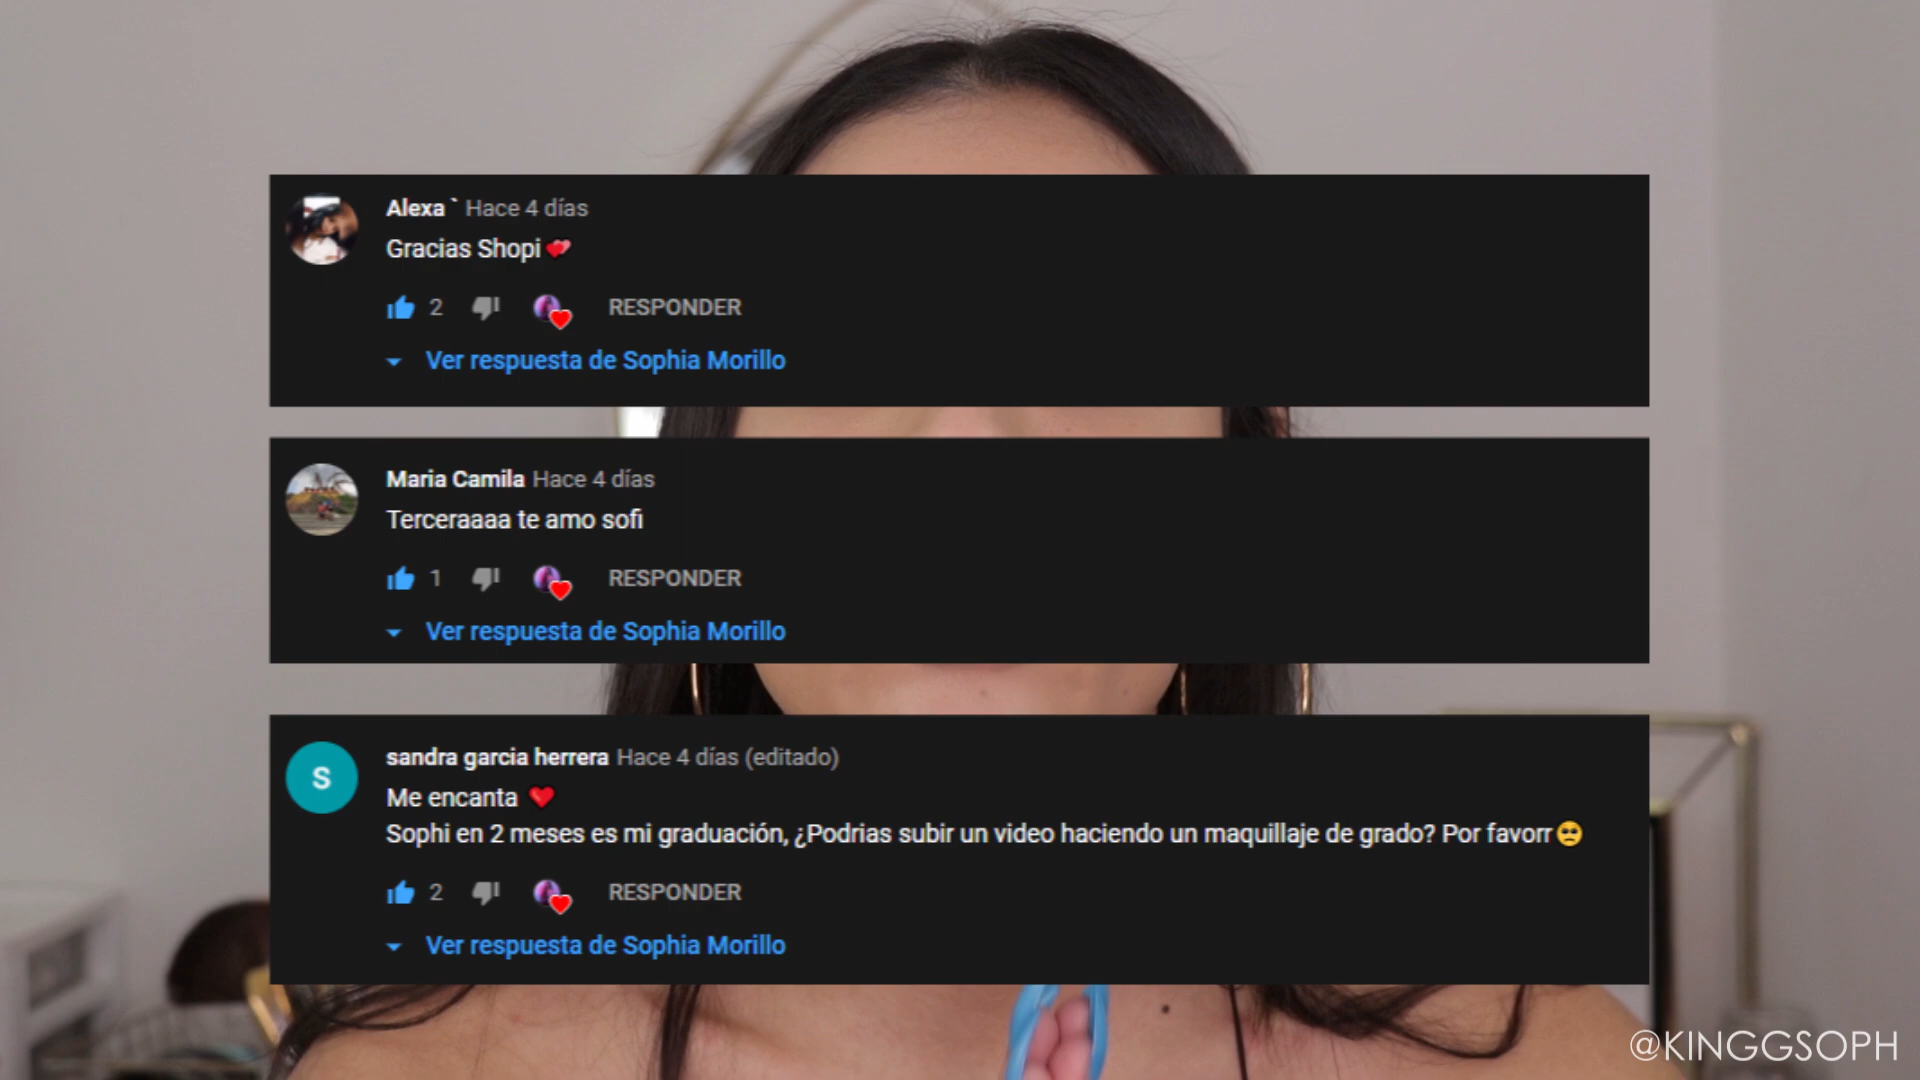 Alexa ` Hace 4 días
Gracias Shopi💕
2 RESPONDER
Ver respuesta de Sophia Morillo
Maria Camila Hace 4 días
Terceraaaa te amo sofi
1 RESPONDER
Ver respuesta de Sophia Morillo
S
sandra garcia herrera Hace 4 días (editado)
Me encanta ❤️
Sophi en 2 meses es mi graduación, ¿Podrias subir un video haciendo un maquillaje de grado? Por favorr🥺
2 RESPONDER
Ver respuesta de Sophia Morillo
@KINGGSOPH